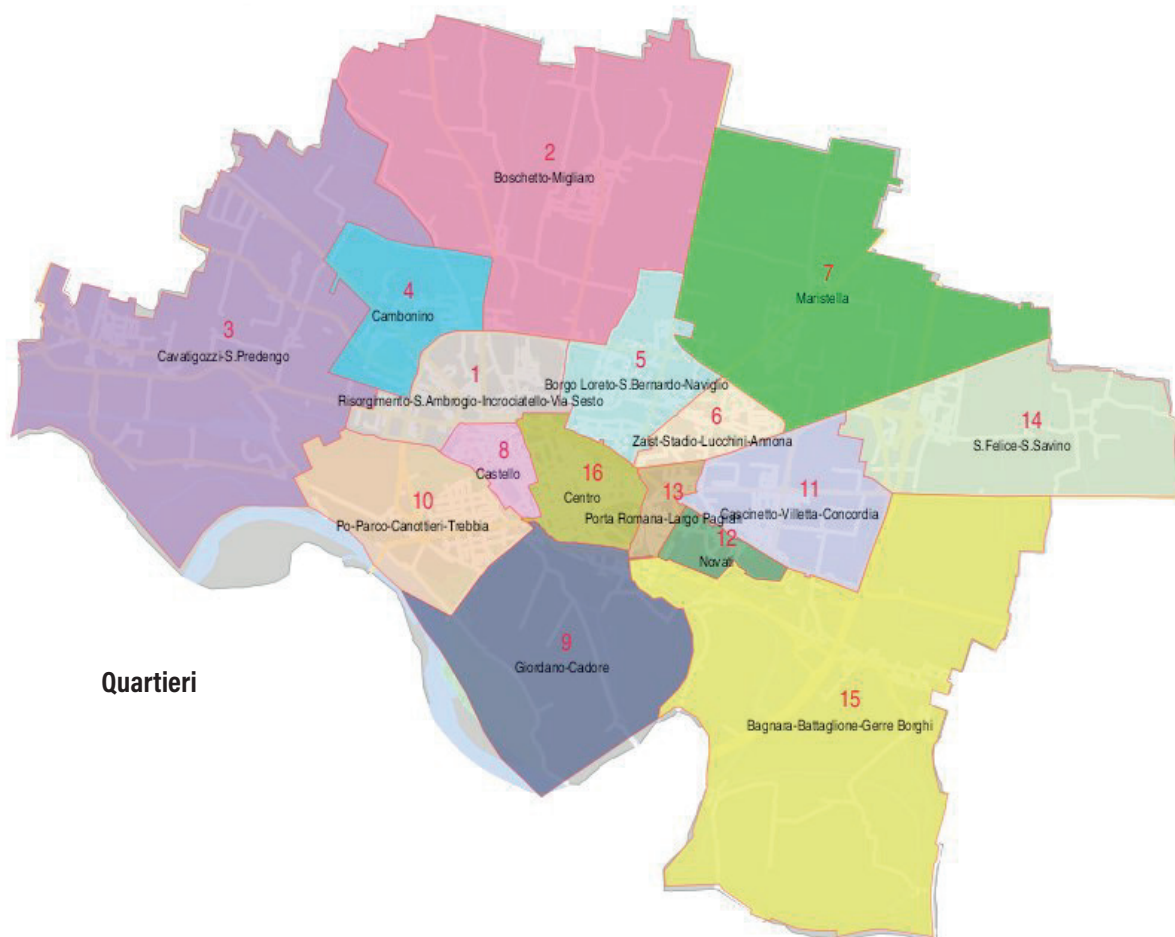 2
Boschetto-Migliaro
7
Maristella
4
Cambonino
3
Cavatigozzi-S.Predengo
5
Borgo Loreto-S.Bernardo-Naviglio
1
Risorgimento-S.Ambrogio-Incrociatello-Via Sesto
6
Zaist-Stadio-Lucchini-Annona
14
S.Felice-S.Savino
8
Castello
16
Centro
13
Porta Romana-Largo Pagliari
11
Cascinetto-Villetta-Concordia
10
Po-Parco-Canottieri-Trebbia
12
Novati
9
Giordano-Cadore
Quartieri
15
Bagnara-Battaglione-Gerre Borghi